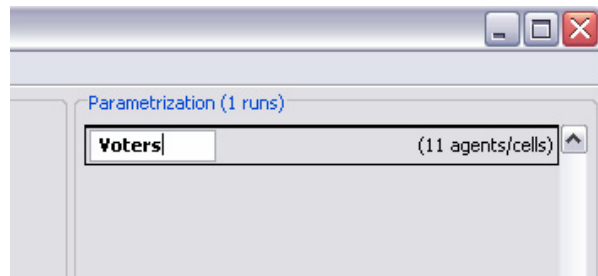 Parametrization (1 runs)
Voters (11 agents/cells)